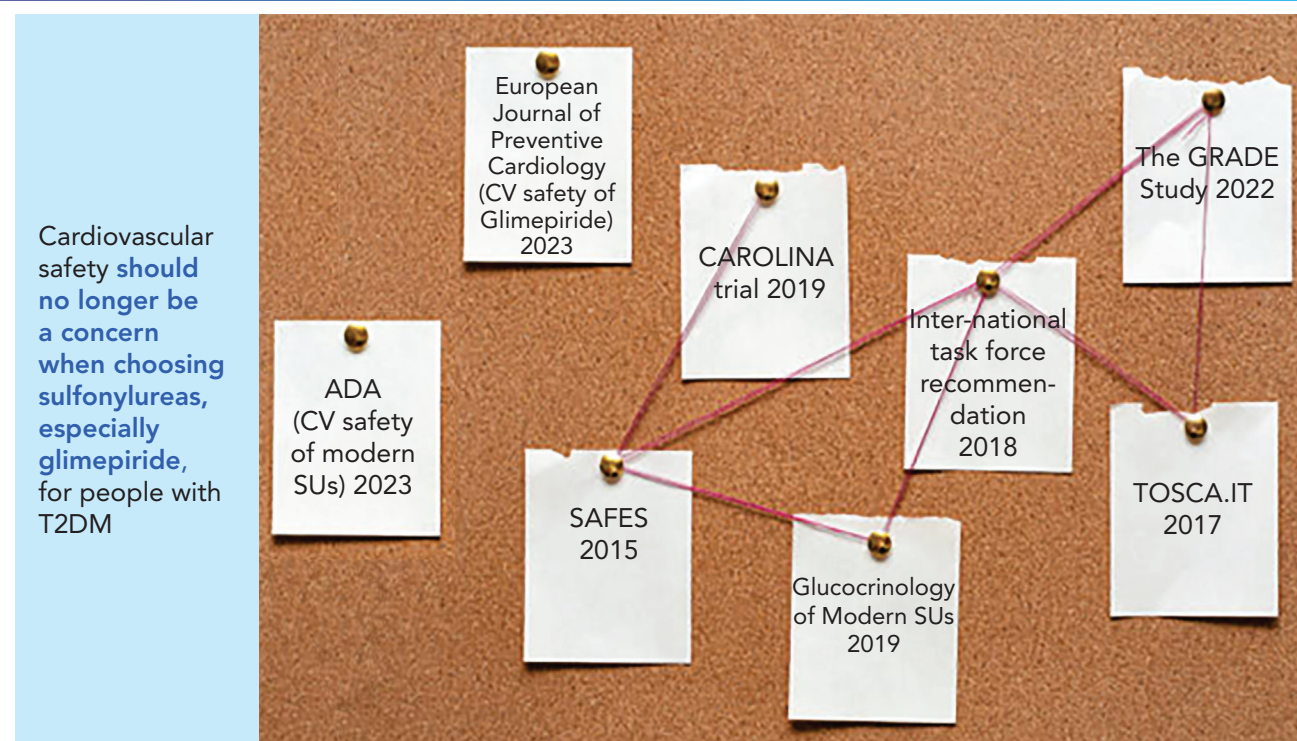 Cardiovascular
safety should
no longer be
a concern
when choosing
sulfonylureas,
especially
glimepiride,
for people with
T2DM
European
Journal of
Preventive
Cardiology
(CV safety of
Glimepiride)
2023
CAROLINA
trial 2019
The GRADE
Study 2022
Inter-national
task force
recommen-
dation
2018
ADA
(CV safety
of modern
SUs) 2023
SAFES
2015
Glucocrinology
of Modern SUs
2019
TOSCA.IT
2017